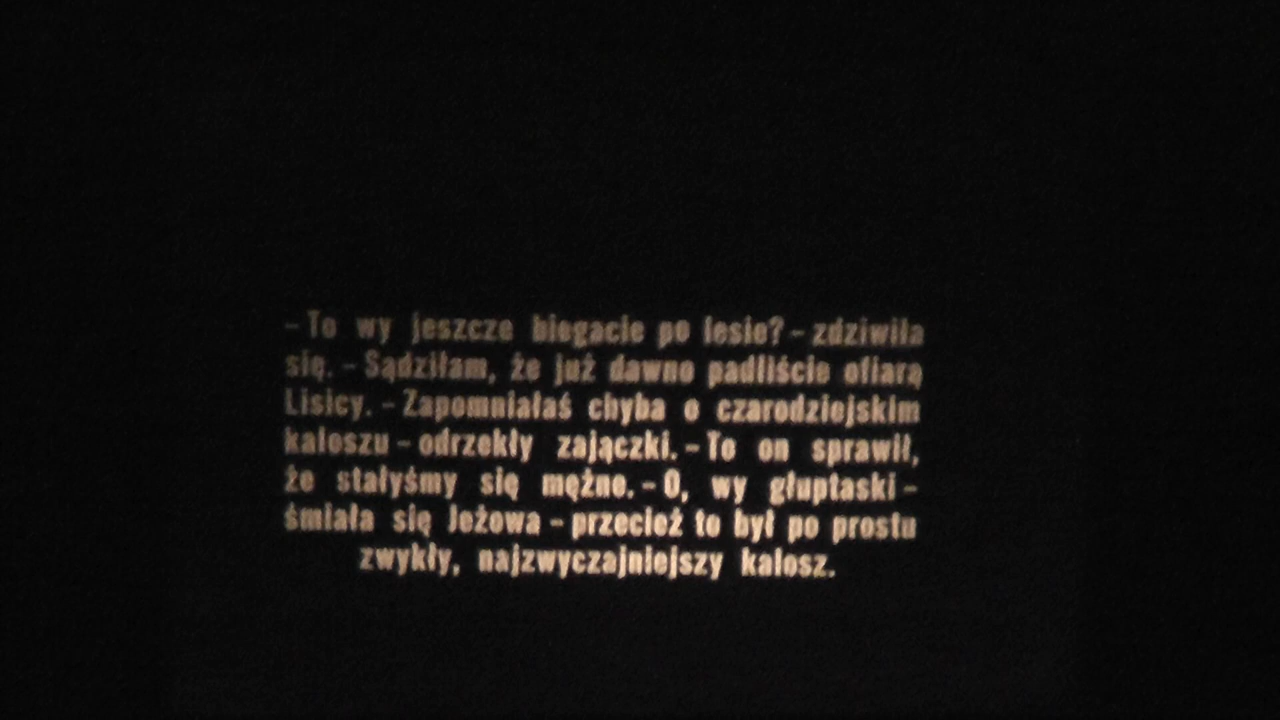 – To wy jeszcze biegacie po lesie? – zdziwiła
się. – Sądziłam, że już dawno padliście ofiarą
Lisicy. – Zapomniałaś chyba o czarodziejskim
kaloszu – odrzekły zajączki. – To on sprawił,
że stałyśmy się mężne. – O, wy głuptaski –
śmiała się Jeżowa – przecież to był po prostu
zwykły, najzwyczajniejszy kalosz.